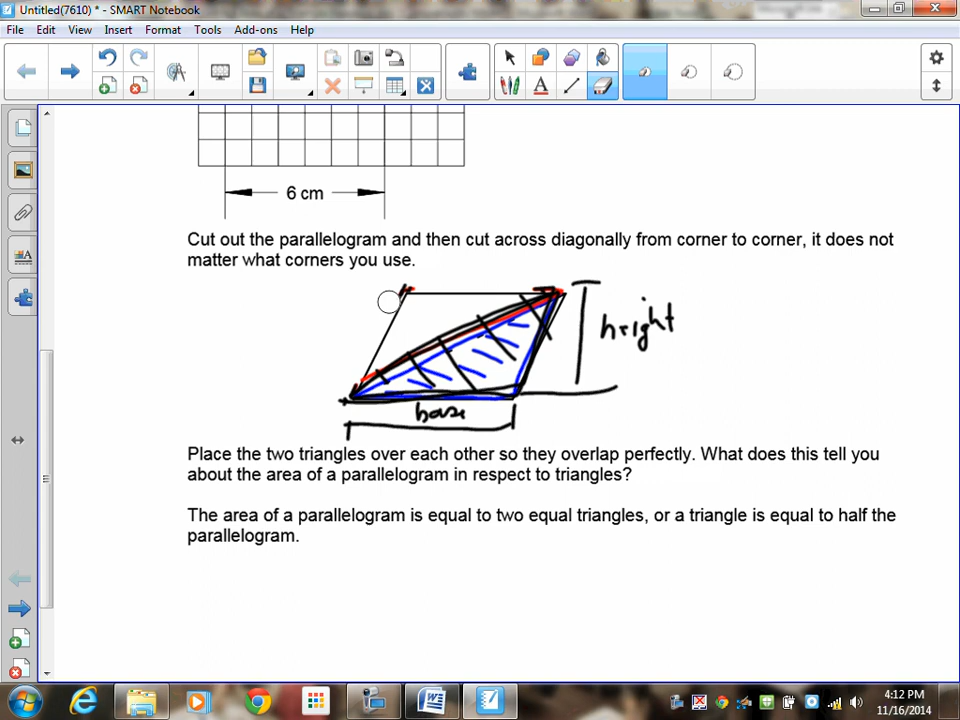 Untitled(7610) * - SMART Notebook
File Edit View Insert Format Tools Add-ons Help
6 cm
Cut out the parallelogram and then cut across diagonally from corner to corner, it does not
matter what corners you use.
height
base
Place the two triangles over each other so they overlap perfectly. What does this tell you
about the area of a parallelogram in respect to triangles?
The area of a parallelogram is equal to two equal triangles, or a triangle is equal to half the
parallelogram.
4:12 PM
11/16/2014